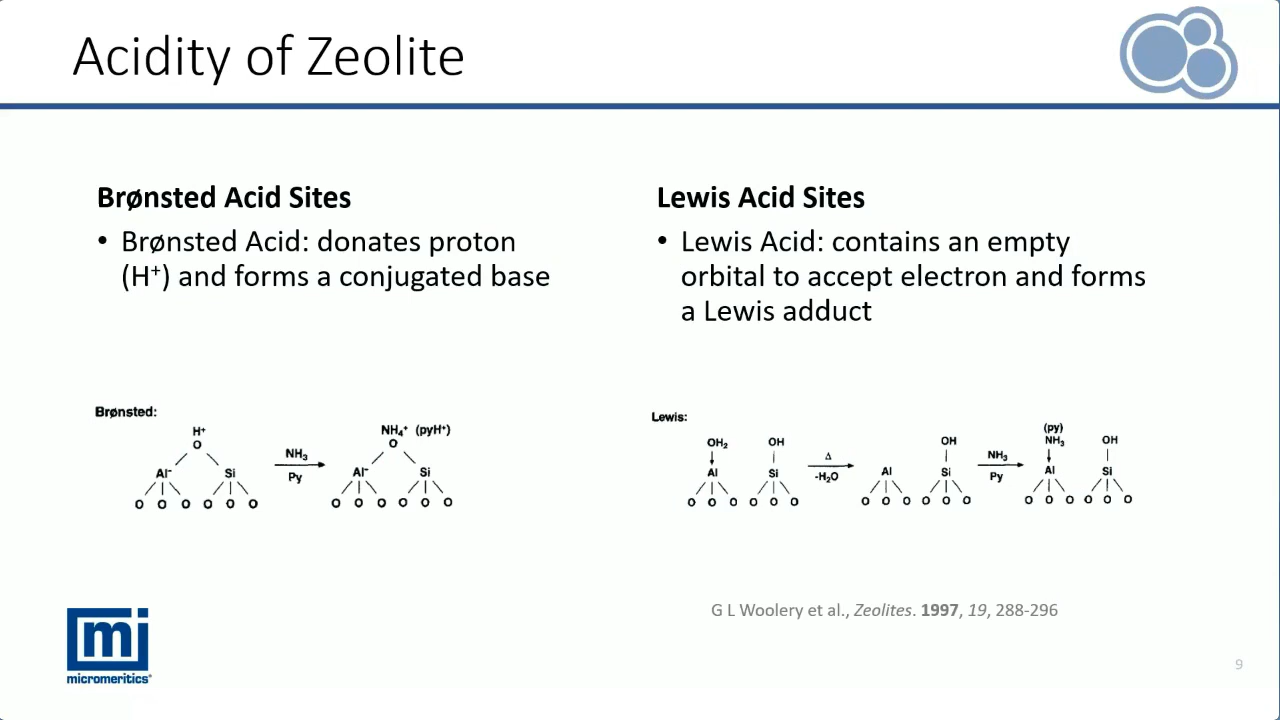 Acidity of Zeolite
Brønsted Acid Sites
• Brønsted Acid: donates proton
(H⁺) and forms a conjugated base
Lewis Acid Sites
• Lewis Acid: contains an empty
orbital to accept electron and forms
a Lewis adduct
Brønsted:
H⁺
O
Al⁻ Si
O O O O O O
NH₃
Py
NH₄⁺ (pyH⁺)
O
Al⁻ Si
O O O O O O
Lewis:
OH₂ OH
Al Si
O O O O O O
Δ
-H₂O
OH
Al Si
O O O O O O
NH₃
Py
(py)
NH₃ OH
Al Si
O O O O O O
G L Woolery et al., Zeolites. 1997, 19, 288-296
mi
micromeritics®
9